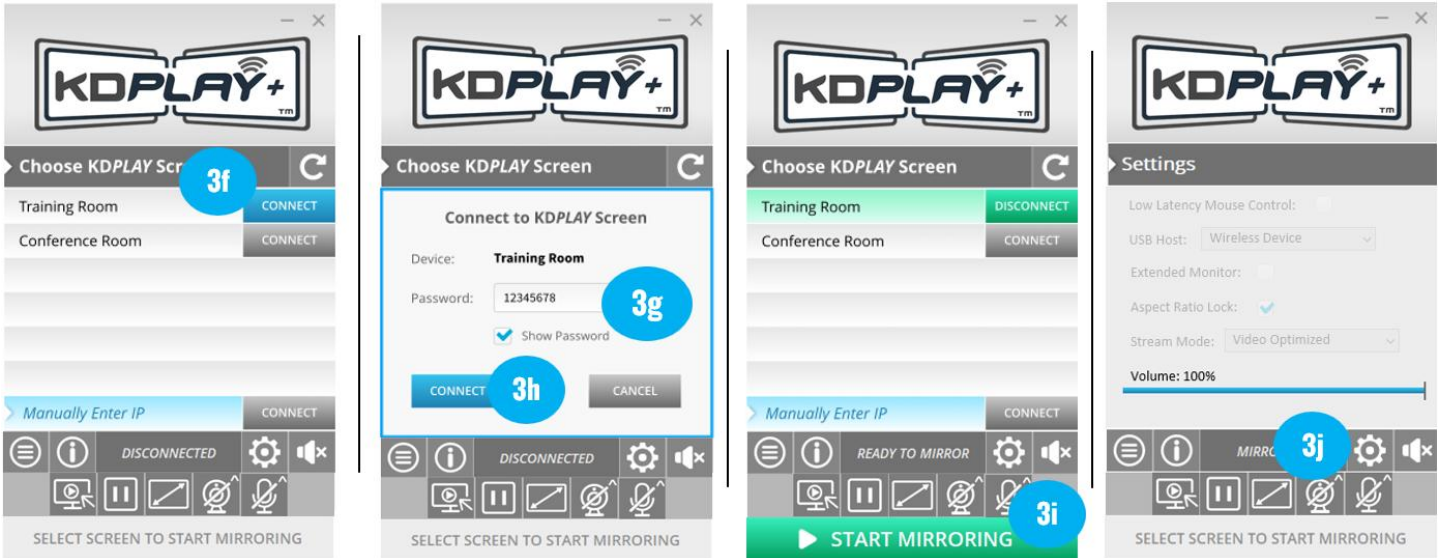 KDPLAY+
TM
Choose KDPLAY Scr
3f
Training Room CONNECT
Conference Room CONNECT
Manually Enter IP CONNECT
DISCONNECTED
SELECT SCREEN TO START MIRRORING
KDPLAY+
TM
Choose KDPLAY Screen
Connect to KDPLAY Screen
Device: Training Room
Password: 12345678
3g
Show Password
CONNECT 3h CANCEL
DISCONNECTED
SELECT SCREEN TO START MIRRORING
KDPLAY+
TM
Choose KDPLAY Screen
Training Room DISCONNECT
Conference Room CONNECT
Manually Enter IP CONNECT
READY TO MIRROR
3i
START MIRRORING
KDPLAY+
TM
Settings
Low Latency Mouse Control:
USB Host: Wireless Device
Extended Monitor:
Aspect Ratio Lock:
Stream Mode: Video Optimized
Volume: 100%
3j
SELECT SCREEN TO START MIRRORING